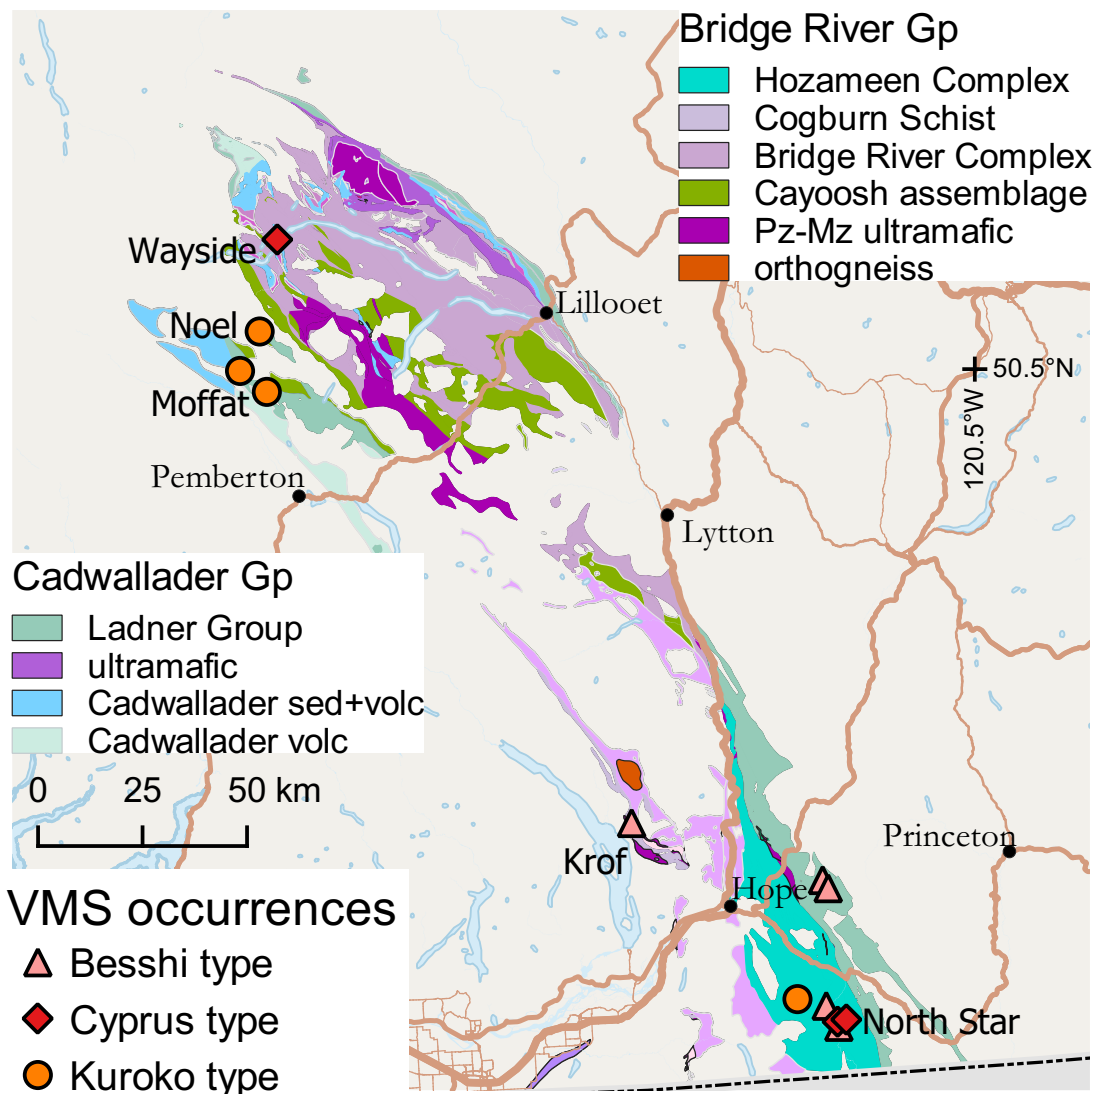 Bridge River Gp
Hozameen Complex
Cogburn Schist
Bridge River Complex
Cayoosh assemblage
Pz-Mz ultramafic
orthogneiss
Wayside
Lillooet
Noel
50.5°N
Moffat
120.5°W
Pemberton
Lytton
Cadwallader Gp
Ladner Group
ultramafic
Cadwallader sed+volc
Cadwallader volc
0 25 50 km
Princeton
Krof
Hope
VMS occurrences
Besshi type
Cyprus type
North Star
Kuroko type